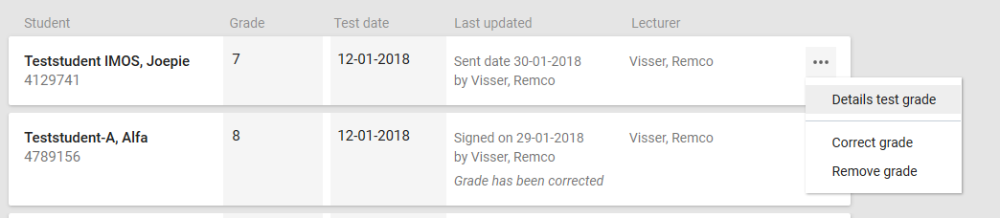 Student Grade Test date Last updated Lecturer
Teststudent IMOS, Joepie 7 12-01-2018 Sent date 30-01-2018 Visser, Remco
4129741 by Visser, Remco
Details test grade
Correct grade
Remove grade
Teststudent-A, Alfa 8 12-01-2018 Signed on 29-01-2018 Visser, Remco
4789156 by Visser, Remco
Grade has been corrected